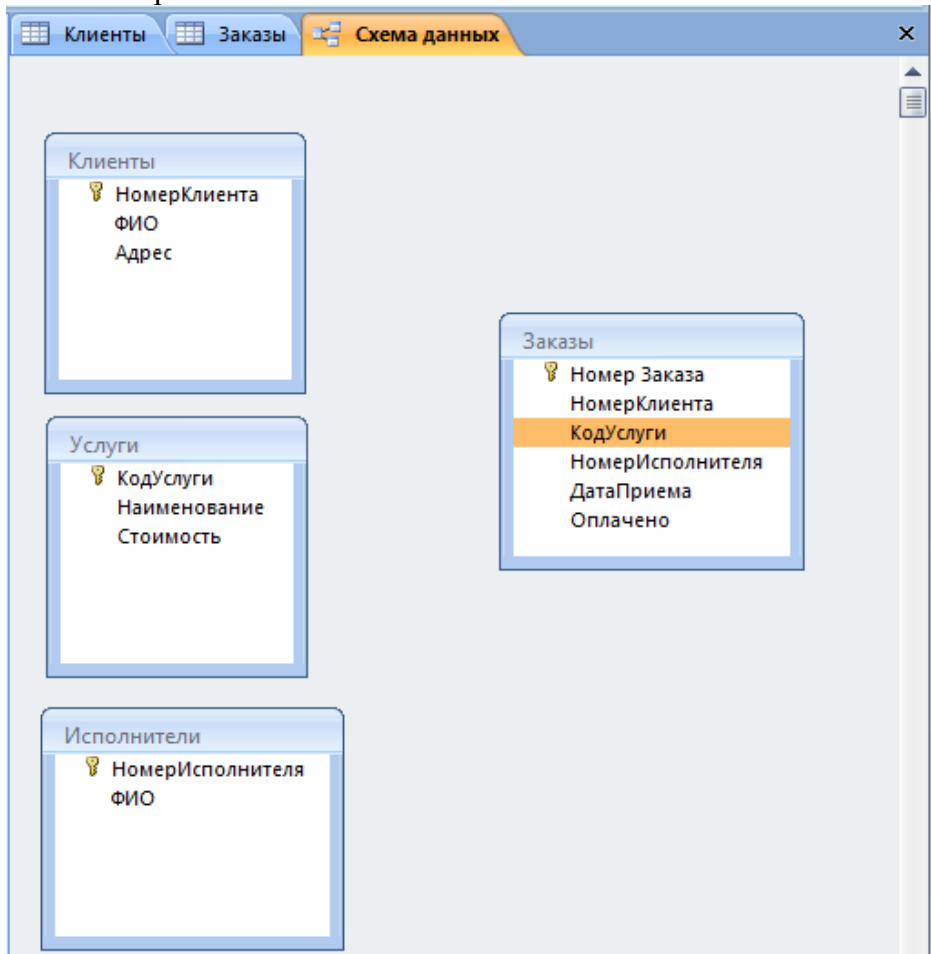 Клиенты Заказы Схема данных
Клиенты
НомерКлиента
ФИО
Адрес
Заказы
Номер Заказа
НомерКлиента
КодУслуги
НомерИсполнителя
ДатаПриема
Оплачено
Услуги
КодУслуги
Наименование
Стоимость
Исполнители
НомерИсполнителя
ФИО